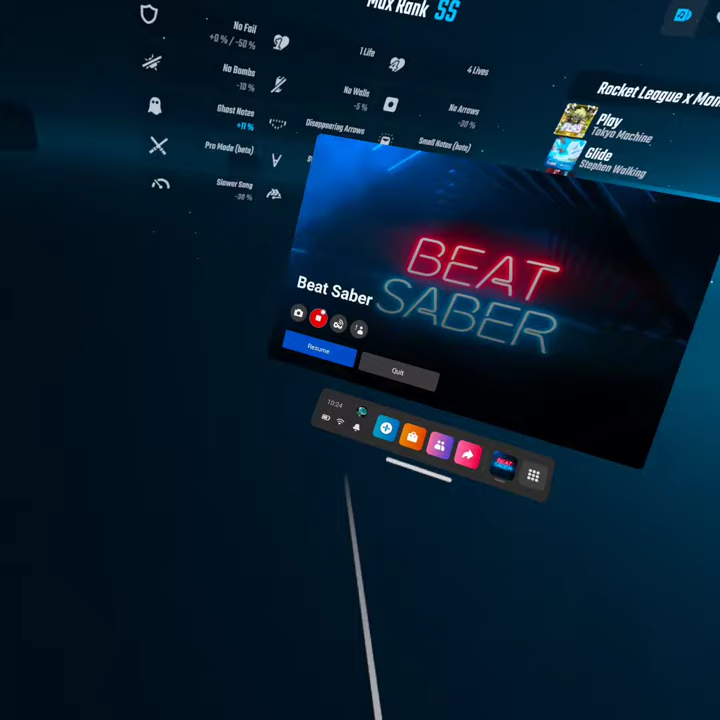 Max Rank SS
No Fail
+0 % / -50 %
1 Life
4 Lives
No Bombs
-10 %
No Walls
-5 %
No Arrows
-30 %
Ghost Notes
+11 %
Disappearing Arrows
Small Notes (beta)
Pro Mode (beta)
Slower Song
-30 %
Rocket League x Mon
Play
Tokyo Machine
Glide
Stephen Walking
BEAT
SABER
Beat Saber
Resume
Quit
10:24
BEAT
SABER